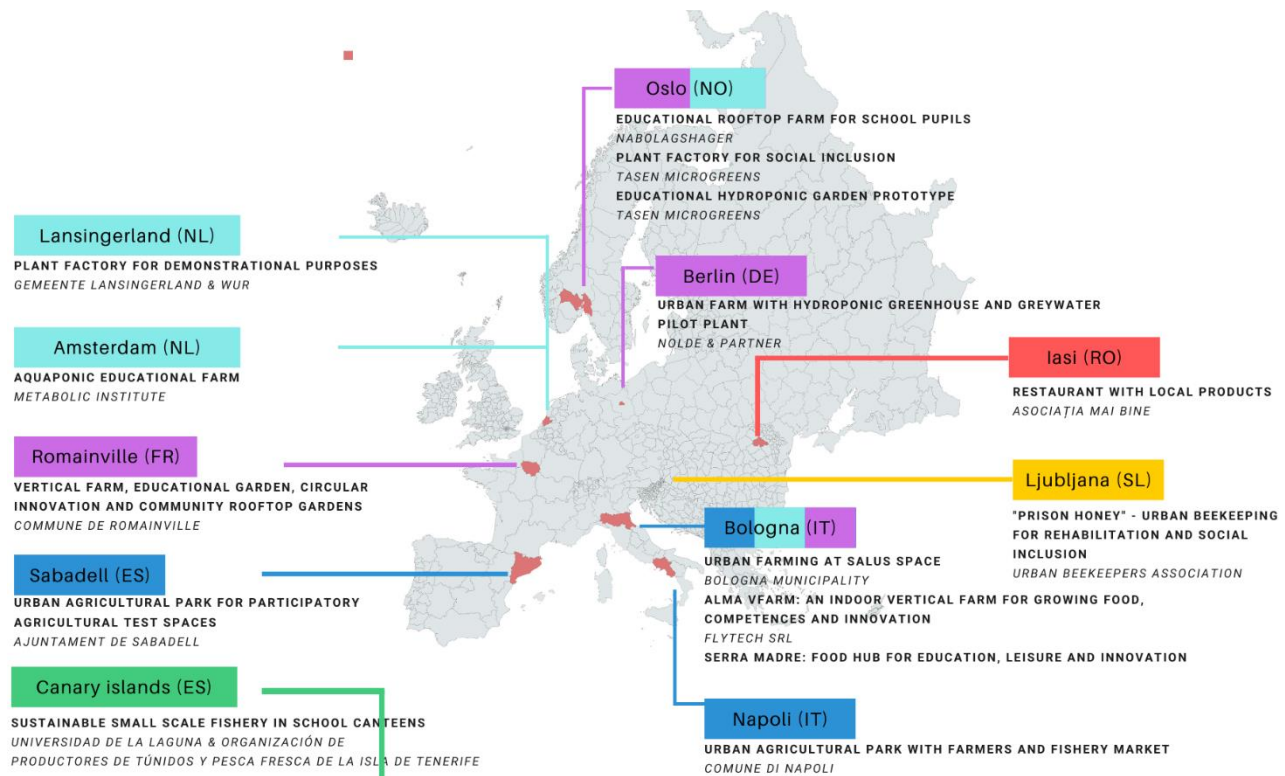 Oslo (NO)
EDUCATIONAL ROOFTOP FARM FOR SCHOOL PUPILS
NABOLAGSHAGER
PLANT FACTORY FOR SOCIAL INCLUSION
TASEN MICROGREENS
EDUCATIONAL HYDROPONIC GARDEN PROTOTYPE
TASEN MICROGREENS
Lansingerland (NL)
PLANT FACTORY FOR DEMONSTRATIONAL PURPOSES
GEMEENTE LANSINGERLAND & WUR
Berlin (DE)
URBAN FARM WITH HYDROPONIC GREENHOUSE AND GREYWATER
PILOT PLANT
NOLDE & PARTNER
Amsterdam (NL)
AQUAPONIC EDUCATIONAL FARM
METABOLIC INSTITUTE
Iasi (RO)
RESTAURANT WITH LOCAL PRODUCTS
ASOCIAȚIA MAI BINE
Romainville (FR)
VERTICAL FARM, EDUCATIONAL GARDEN, CIRCULAR
INNOVATION AND COMMUNITY ROOFTOP GARDENS
COMMUNE DE ROMAINVILLE
Ljubljana (SL)
"PRISON HONEY" - URBAN BEEKEEPING
FOR REHABILITATION AND SOCIAL
INCLUSION
URBAN BEEKEEPERS ASSOCIATION
Bologna (IT)
URBAN FARMING AT SALUS SPACE
BOLOGNA MUNICIPALITY
ALMA VFARM: AN INDOOR VERTICAL FARM FOR GROWING FOOD,
COMPETENCES AND INNOVATION
FLYTECH SRL
SERRA MADRE: FOOD HUB FOR EDUCATION, LEISURE AND INNOVATION
Sabadell (ES)
URBAN AGRICULTURAL PARK FOR PARTICIPATORY
AGRICULTURAL TEST SPACES
AJUNTAMENT DE SABADELL
Canary islands (ES)
SUSTAINABLE SMALL SCALE FISHERY IN SCHOOL CANTEENS
UNIVERSIDAD DE LA LAGUNA & ORGANIZACIÓN DE
PRODUCTORES DE TÚNIDOS Y PESCA FRESCA DE LA ISLA DE TENERIFE
Napoli (IT)
URBAN AGRICULTURAL PARK WITH FARMERS AND FISHERY MARKET
COMUNE DI NAPOLI